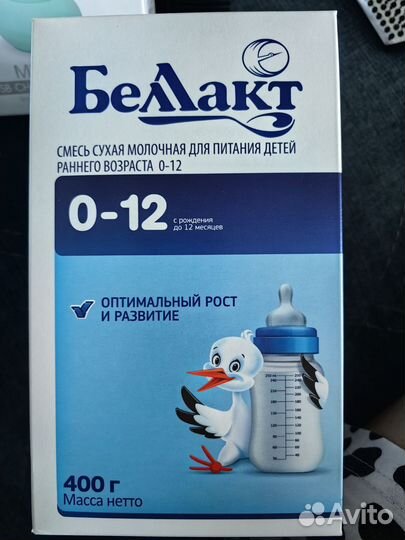 БеллАкт
СМЕСЬ СУХАЯ МОЛОЧНАЯ ДЛЯ ПИТАНИЯ ДЕТЕЙ
РАННЕГО ВОЗРАСТА 0-12
0-12
с рождения
до 12 месяцев
ОПТИМАЛЬНЫЙ РОСТ
И РАЗВИТИЕ
400 г
Масса нетто
Avito